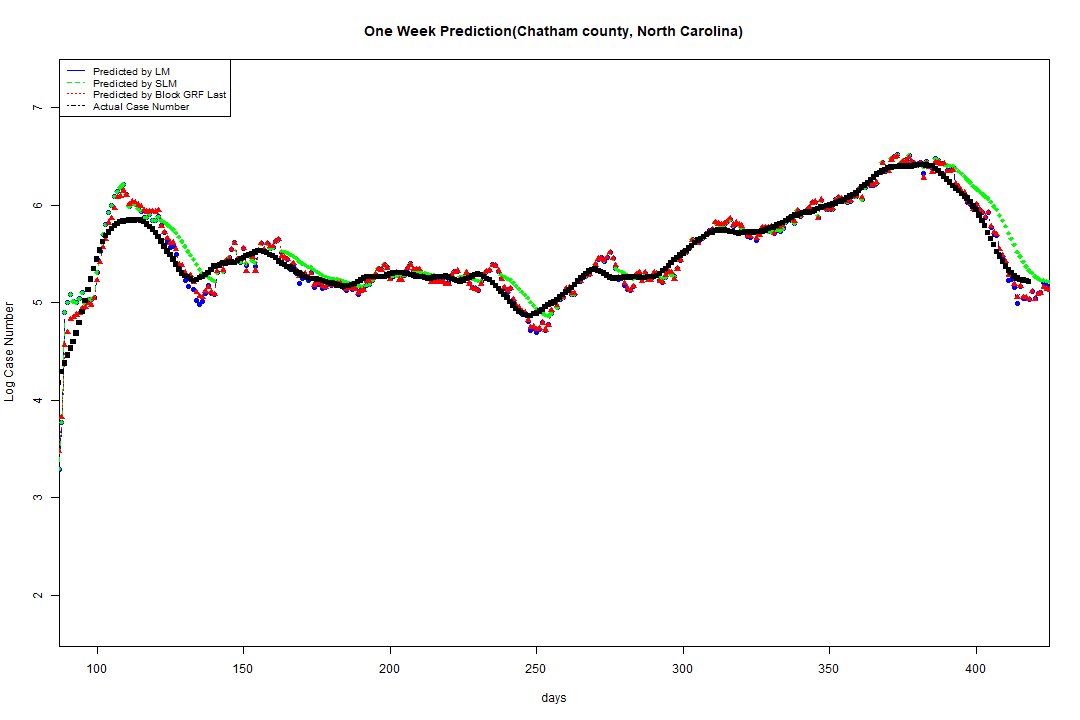 One Week Prediction(Chatham county, North Carolina)
Predicted by LM
Predicted by SLM
Predicted by Block GRF Last
Actual Case Number
7
6
5
4
3
2
Log Case Number
100 150 200 250 300 350 400
days